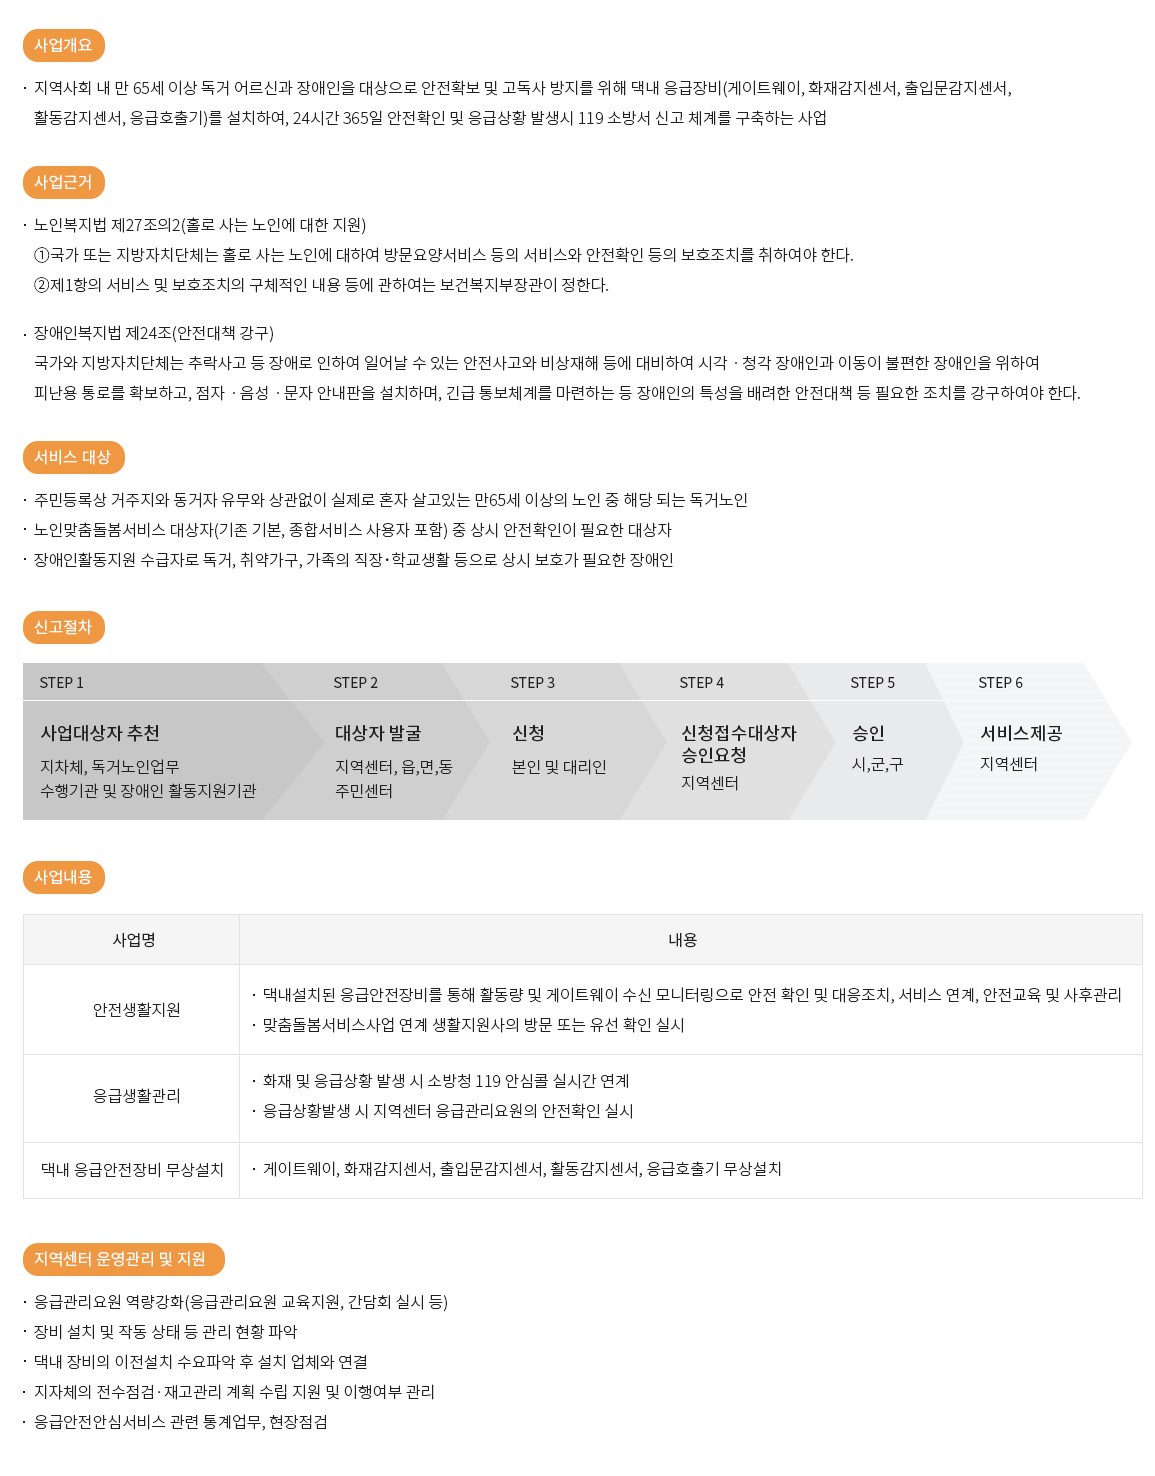 사업개요
· 지역사회 내 만 65세 이상 독거 어르신과 장애인을 대상으로 안전확보 및 고독사 방지를 위해 댁내 응급장비(게이트웨이, 화재감지센서, 출입문감지센서,
활동감지센서, 응급호출기)를 설치하여, 24시간 365일 안전확인 및 응급상황 발생시 119 소방서 신고 체계를 구축하는 사업
사업근거
· 노인복지법 제27조의2(홀로 사는 노인에 대한 지원)
①국가 또는 지방자치단체는 홀로 사는 노인에 대하여 방문요양서비스 등의 서비스와 안전확인 등의 보호조치를 취하여야 한다.
②제1항의 서비스 및 보호조치의 구체적인 내용 등에 관하여는 보건복지부장관이 정한다.
· 장애인복지법 제24조(안전대책 강구)
국가와 지방자치단체는 추락사고 등 장애로 인하여 일어날 수 있는 안전사고와 비상재해 등에 대비하여 시각 · 청각 장애인과 이동이 불편한 장애인을 위하여
피난용 통로를 확보하고, 점자 · 음성 · 문자 안내판을 설치하며, 긴급 통보체계를 마련하는 등 장애인의 특성을 배려한 안전대책 등 필요한 조치를 강구하여야 한다.
서비스 대상
· 주민등록상 거주지와 동거자 유무와 상관없이 실제로 혼자 살고있는 만65세 이상의 노인 중 해당 되는 독거노인
· 노인맞춤돌봄서비스 대상자(기존 기본, 종합서비스 사용자 포함) 중 상시 안전확인이 필요한 대상자
· 장애인활동지원 수급자로 독거, 취약가구, 가족의 직장·학교생활 등으로 상시 보호가 필요한 장애인
신고절차
STEP 1
사업대상자 추천
지차체, 독거노인업무
수행기관 및 장애인 활동지원기관
STEP 2
대상자 발굴
지역센터, 읍,면,동
주민센터
STEP 3
신청
본인 및 대리인
STEP 4
신청접수대상자
승인요청
지역센터
STEP 5
승인
시,군,구
STEP 6
서비스제공
지역센터
사업내용
사업명
내용
안전생활지원
· 댁내설치된 응급안전장비를 통해 활동량 및 게이트웨이 수신 모니터링으로 안전 확인 및 대응조치, 서비스 연계, 안전교육 및 사후관리
· 맞춤돌봄서비스사업 연계 생활지원사의 방문 또는 유선 확인 실시
응급생활관리
· 화재 및 응급상황 발생 시 소방청 119 안심콜 실시간 연계
· 응급상황발생 시 지역센터 응급관리요원의 안전확인 실시
댁내 응급안전장비 무상설치
· 게이트웨이, 화재감지센서, 출입문감지센서, 활동감지센서, 응급호출기 무상설치
지역센터 운영관리 및 지원
· 응급관리요원 역량강화(응급관리요원 교육지원, 간담회 실시 등)
· 장비 설치 및 작동 상태 등 관리 현황 파악
· 댁내 장비의 이전설치 수요파악 후 설치 업체와 연결
· 지자체의 전수점검·재고관리 계획 수립 지원 및 이행여부 관리
· 응급안전안심서비스 관련 통계업무, 현장점검